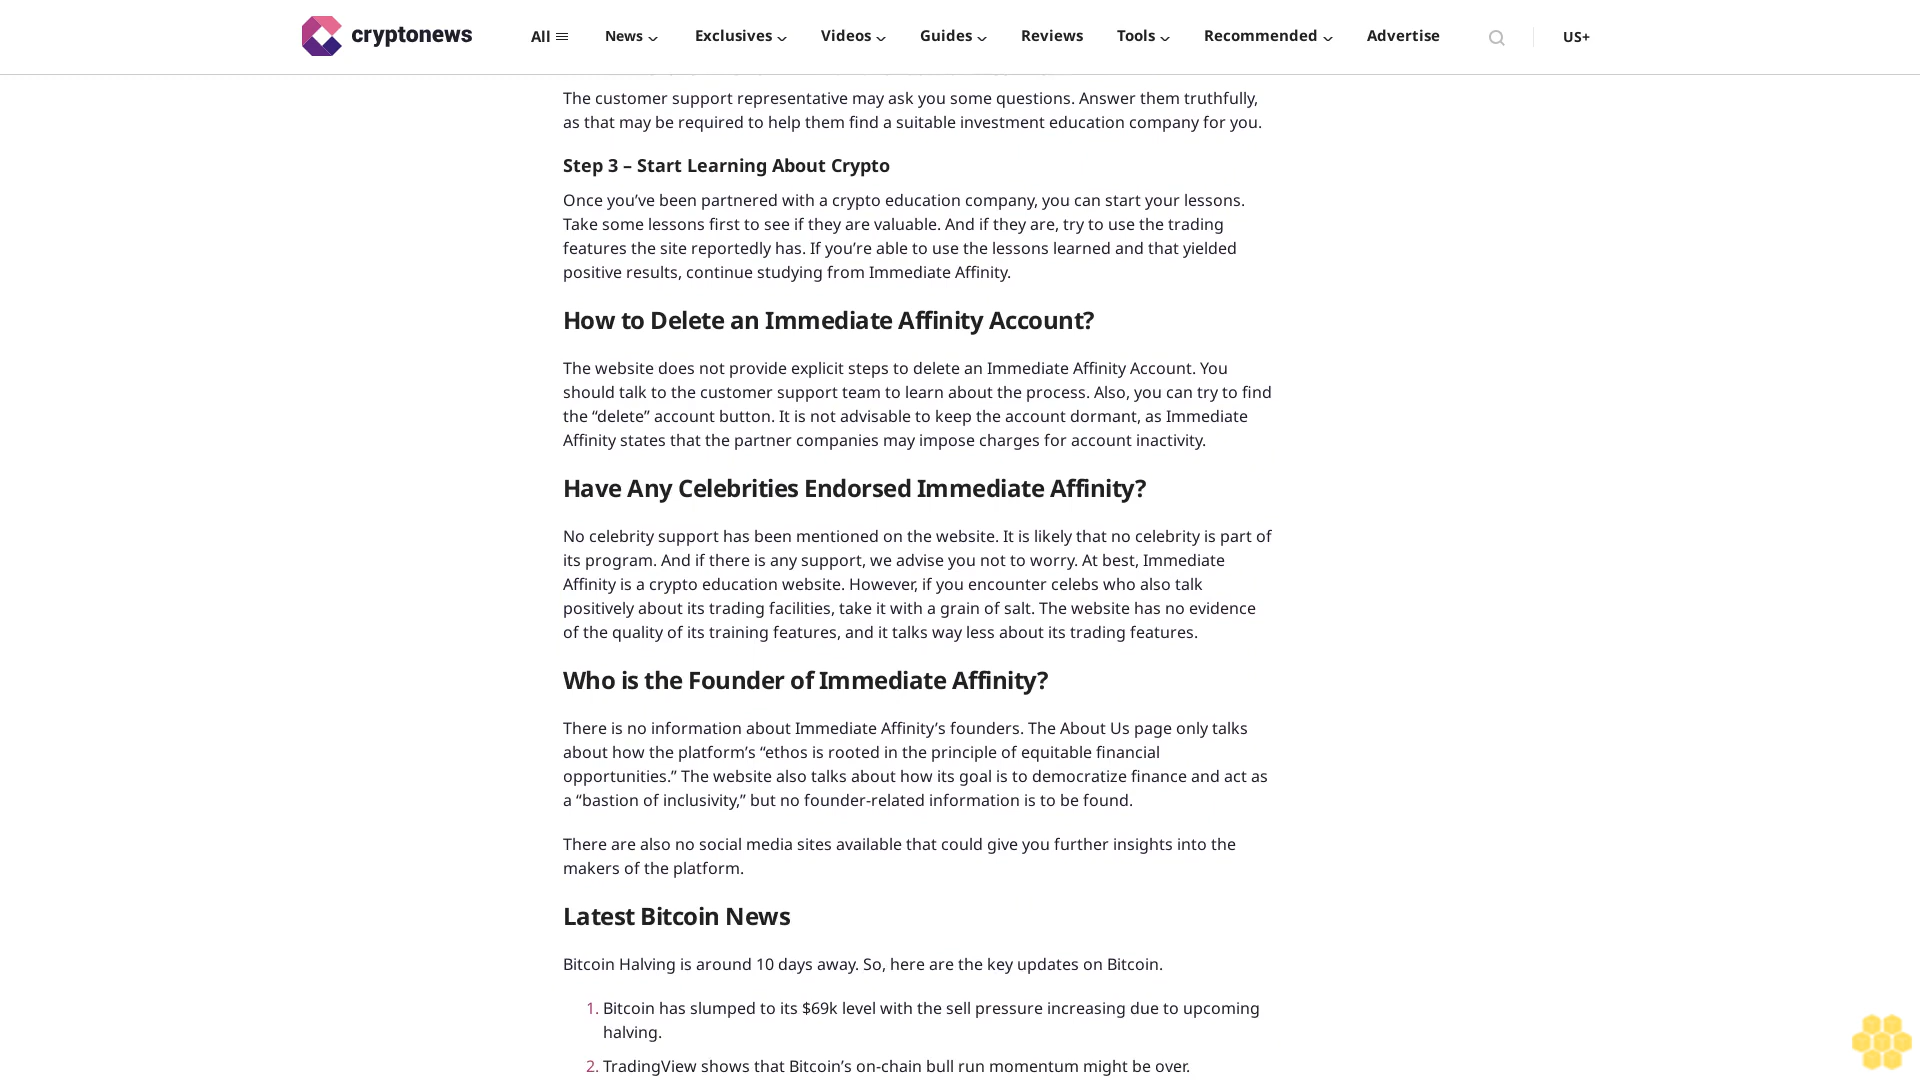 cryptonews
All
News
Exclusives
Videos
Guides
Reviews
Tools
Recommended
Advertise
US+
The customer support representative may ask you some questions. Answer them truthfully,
as that may be required to help them find a suitable investment education company for you.
Step 3 – Start Learning About Crypto
Once you’ve been partnered with a crypto education company, you can start your lessons.
Take some lessons first to see if they are valuable. And if they are, try to use the trading
features the site reportedly has. If you’re able to use the lessons learned and that yielded
positive results, continue studying from Immediate Affinity.
How to Delete an Immediate Affinity Account?
The website does not provide explicit steps to delete an Immediate Affinity Account. You
should talk to the customer support team to learn about the process. Also, you can try to find
the “delete” account button. It is not advisable to keep the account dormant, as Immediate
Affinity states that the partner companies may impose charges for account inactivity.
Have Any Celebrities Endorsed Immediate Affinity?
No celebrity support has been mentioned on the website. It is likely that no celebrity is part of
its program. And if there is any support, we advise you not to worry. At best, Immediate
Affinity is a crypto education website. However, if you encounter celebs who also talk
positively about its trading facilities, take it with a grain of salt. The website has no evidence
of the quality of its training features, and it talks way less about its trading features.
Who is the Founder of Immediate Affinity?
There is no information about Immediate Affinity’s founders. The About Us page only talks
about how the platform’s “ethos is rooted in the principle of equitable financial
opportunities.” The website also talks about how its goal is to democratize finance and act as
a “bastion of inclusivity,” but no founder-related information is to be found.
There are also no social media sites available that could give you further insights into the
makers of the platform.
Latest Bitcoin News
Bitcoin Halving is around 10 days away. So, here are the key updates on Bitcoin.
1. Bitcoin has slumped to its $69k level with the sell pressure increasing due to upcoming
halving.
2. TradingView shows that Bitcoin’s on-chain bull run momentum might be over.